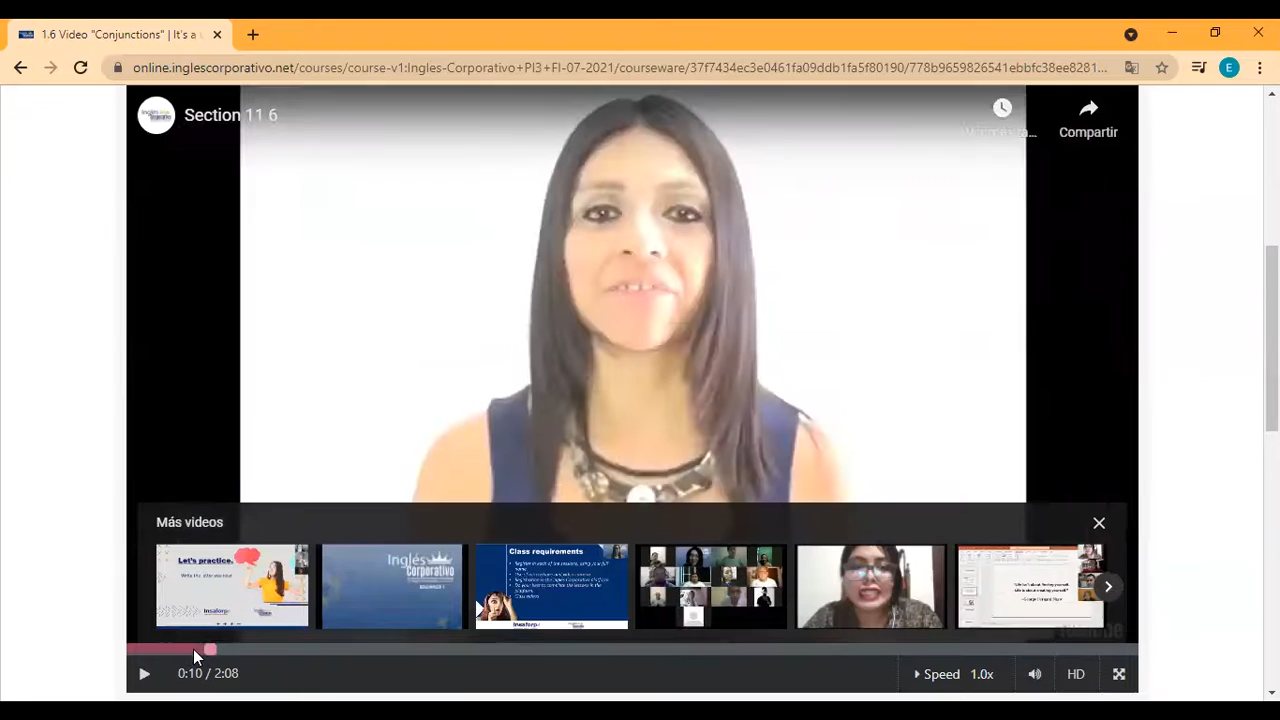 1.6 Video "Conjunctions" | It's a
online.inglescorporativo.net/courses/course-v1:Ingles-Corporativo+PI3+FI-07-2021/courseware/37f7434ec3e0461fa09ddb1fa5f80190/778b9659826541ebbfc38ee8281...
E
Section 11 6
Compartir
Más videos
Let's practice.
Inglés
Corporativo
Class requirements
Insaforp
0:10 / 2:08
Speed 1.0x
HD